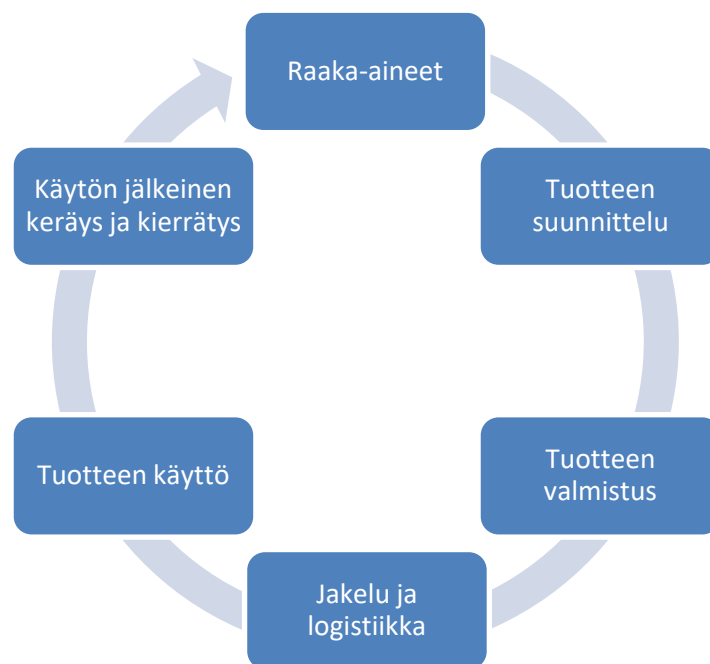 Raaka-aineet
Tuotteen
suunnittelu
Tuotteen
valmistus
Jakelu ja
logistiikka
Tuotteen käyttö
Käytön jälkeinen
keräys ja kierrätys